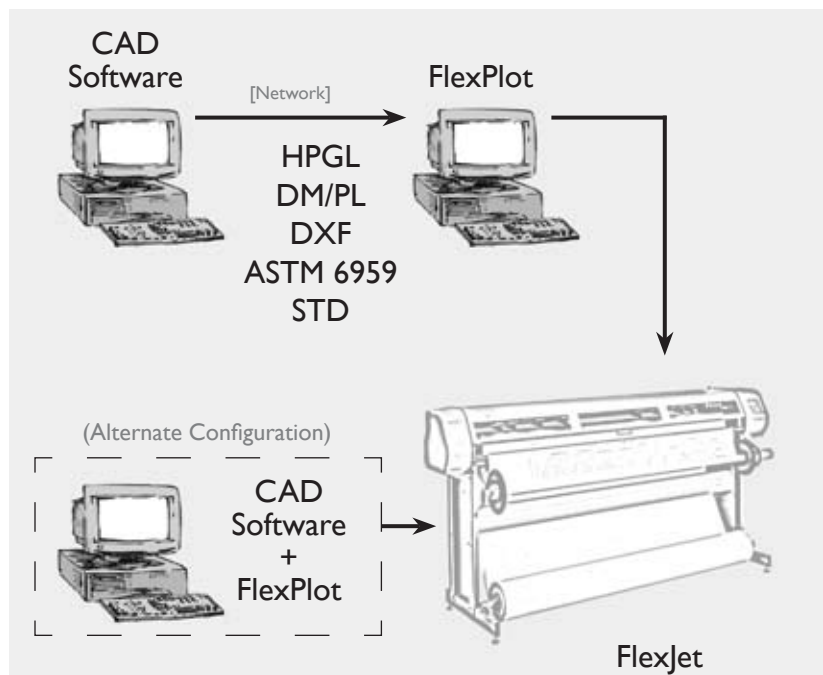 CAD
Software
[Network]
FlexPlot
HPGL
DM/PL
DXF
ASTM 6959
STD
(Alternate Configuration)
CAD
Software
+
FlexPlot
FlexJet